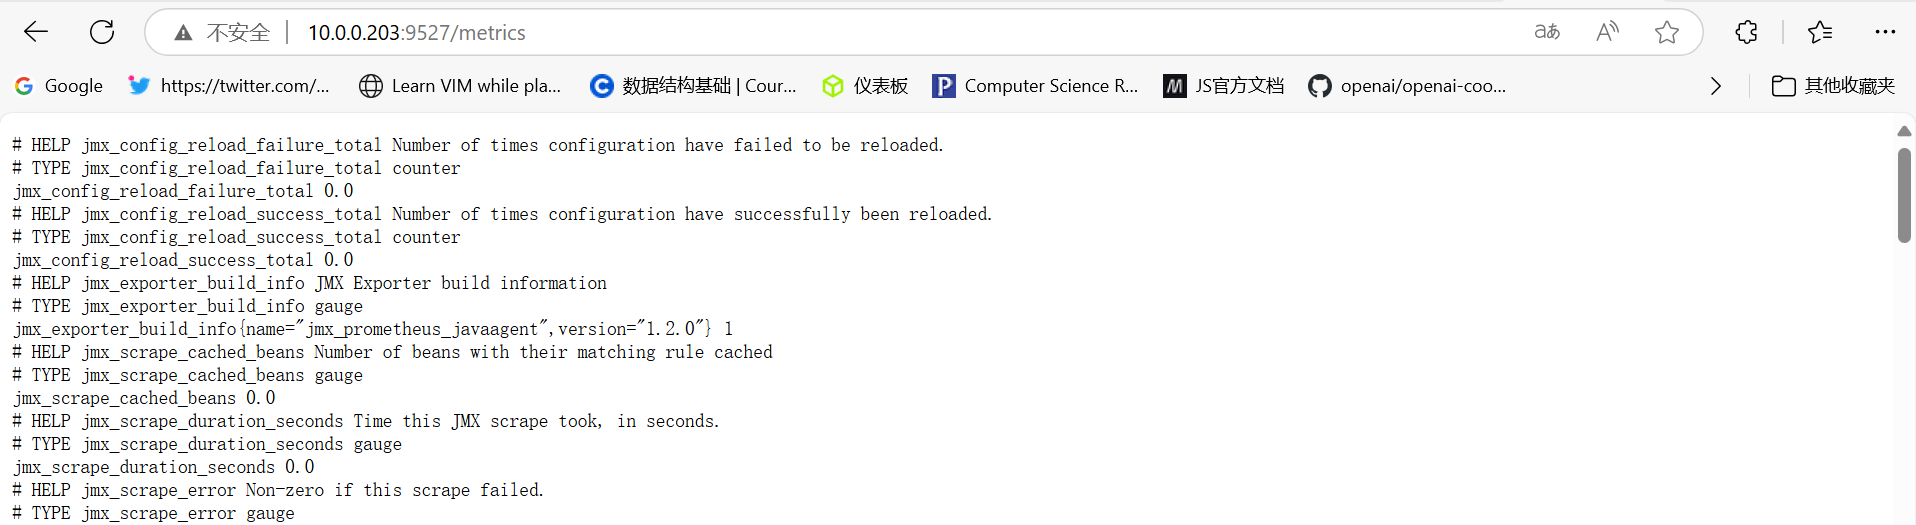 不安全 10.0.0.203:9527/metrics aあ A
Google https://twitter.com/... Learn VIM while pla... 数据结构基础 | Cour... 仪表板 Computer Science R... JS官方文档 openai/openai-coo... 其他收藏夹
# HELP jmx_config_reload_failure_total Number of times configuration have failed to be reloaded.
# TYPE jmx_config_reload_failure_total counter
jmx_config_reload_failure_total 0.0
# HELP jmx_config_reload_success_total Number of times configuration have successfully been reloaded.
# TYPE jmx_config_reload_success_total counter
jmx_config_reload_success_total 0.0
# HELP jmx_exporter_build_info JMX Exporter build information
# TYPE jmx_exporter_build_info gauge
jmx_exporter_build_info{name="jmx_prometheus_javaagent",version="1.2.0"} 1
# HELP jmx_scrape_cached_beans Number of beans with their matching rule cached
# TYPE jmx_scrape_cached_beans gauge
jmx_scrape_cached_beans 0.0
# HELP jmx_scrape_duration_seconds Time this JMX scrape took, in seconds.
# TYPE jmx_scrape_duration_seconds gauge
jmx_scrape_duration_seconds 0.0
# HELP jmx_scrape_error Non-zero if this scrape failed.
# TYPE jmx_scrape_error gauge